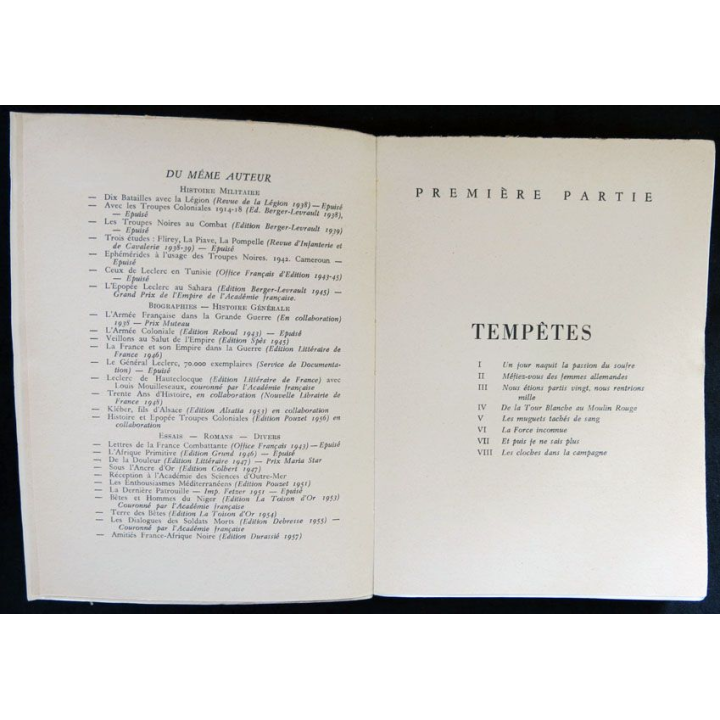 DU MÊME AUTEUR
HISTOIRE MILITAIRE
— Dix Batailles avec la Légion (Revue de la Légion 1938) — Epuisé
— Avec les Troupes Coloniales 1914-18 (Ed. Berger-Levrault 1938),
— Epuisé
— Les Troupes Noires au Combat (Edition Berger-Levrault 1939)
— Epuisé
— Trois études : Flirey, La Piave, La Pompelle (Revue d'Infanterie et
de Cavalerie 1938-39) — Epuisé
— Ephémérides à l'usage des Troupes Noires. 1942. Cameroun —
Epuisé
— Ceux de Leclerc en Tunisie (Office Français d'Edition 1943-45)
— Epuisé
— L'Epopée Leclerc au Sahara (Edition Berger-Levrault 1945) —
Grand Prix de l'Empire de l'Académie française.
BIOGRAPHIES — HISTOIRE GÉNÉRALE
— L'Armée Française dans la Grande Guerre (En collaboration)
1938 — Prix Muteau
— L'Armée Coloniale (Edition Reboul 1943) — Epuisé
— Veillons au Salut de l'Empire (Edition Spès 1945)
— La France et son Empire dans la Guerre (Edition Littéraire de
France 1946)
— Le Général Leclerc, 70.000 exemplaires (Service de Documenta-
tion) — Epuisé
— Leclerc de Hauteclocque (Edition Littéraire de France) avec
Louis Mouilleseaux, couronné par l'Académie française
— Trente Ans d'Histoire, en collaboration (Nouvelle Librairie de
France 1948)
— Kléber, fils d'Alsace (Edition Alsatia 1953) en collaboration
— Histoire et Epopée Troupes Coloniales (Edition Pouzet 1956) en
collaboration
ESSAIS — ROMANS — DIVERS
— Lettres de la France Combattante (Office Français 1943) — Epuisé
— L'Afrique Primitive (Edition Grund 1946) — Epuisé
— De la Douleur (Edition Littéraire 1947) — Prix Maria Star
— Sous l'Ancre d'Or (Edition Colbert 1947)
— Réception à l'Académie des Sciences d'Outre-Mer
— Les Enthousiasmes Méditerranéens (Edition Pouzet 1951)
— La Dernière Patrouille — Imp. Fetzer 1951 — Epuisé
— Bêtes et Hommes du Niger (Edition La Toison d'Or 1953)
Couronné par l'Académie française
— Terre des Bêtes (Edition La Toison d'Or 1954)
— Les Dialogues des Soldats Morts (Edition Debresse 1955) —
Couronné par l'Académie française
— Amitiés France-Afrique Noire (Edition Durassié 1957)
PREMIÈRE PARTIE
TEMPÊTES
I Un jour naquit la passion du soufre
II Méfiez-vous des femmes allemandes
III Nous étions partis vingt, nous rentrions
mille
IV De la Tour Blanche au Moulin Rouge
V Les muguets tachés de sang
VI La Force inconnue
VII Et puis je ne sais plus
VIII Les cloches dans la campagne